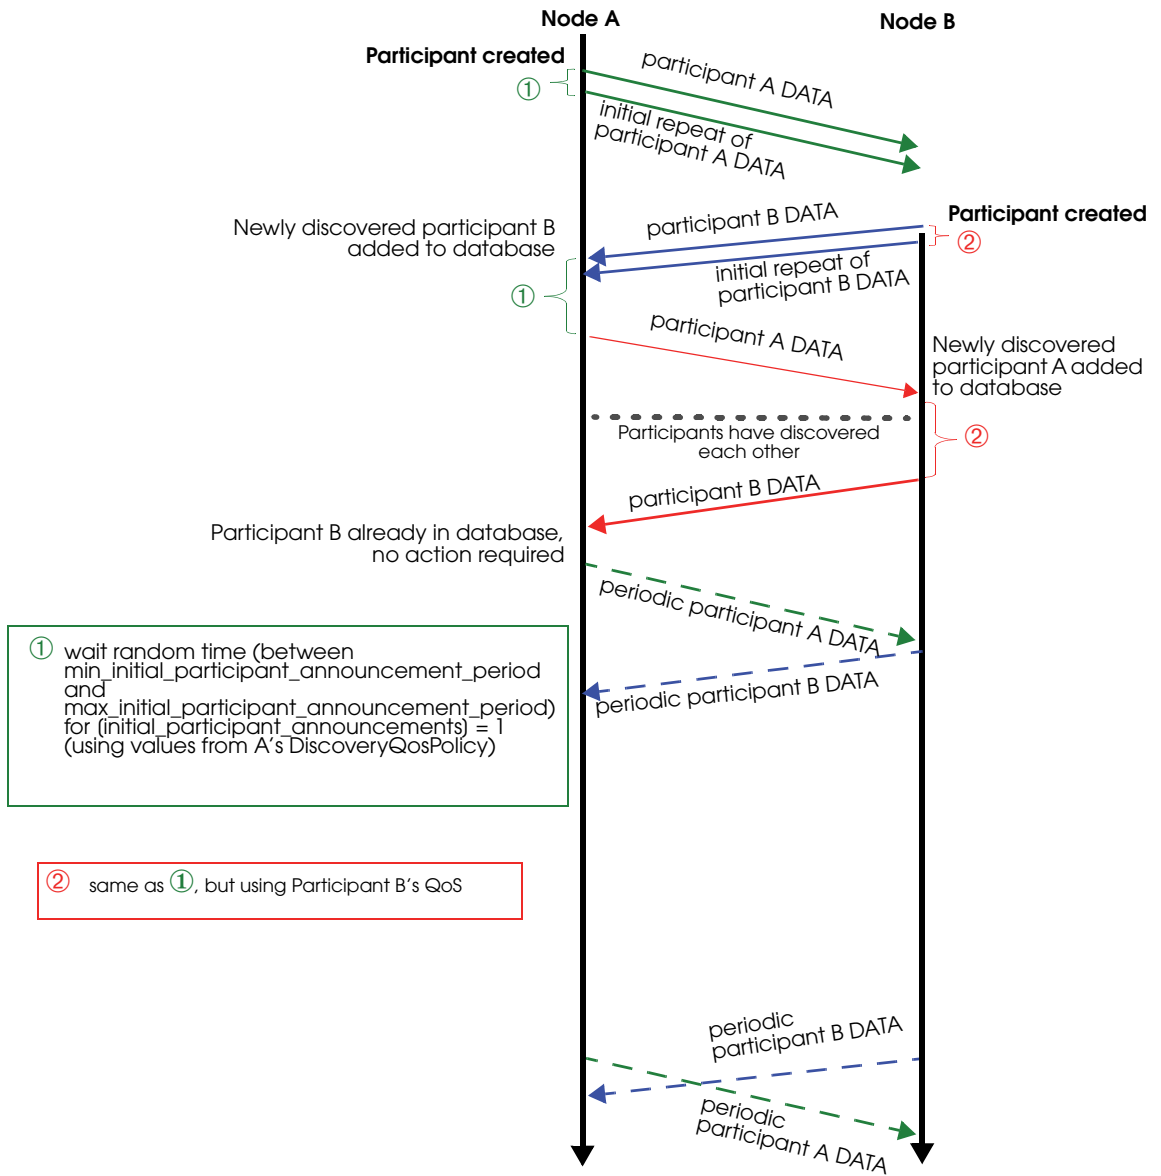 Node A
Node B
Participant created
①
participant A DATA
initial repeat of
participant A DATA
Newly discovered participant B
added to database
participant B DATA
Participant created
②
initial repeat of
participant B DATA
①
participant A DATA
Newly discovered
participant A added
to database
Participants have discovered
each other
②
participant B DATA
Participant B already in database,
no action required
periodic participant A DATA
periodic participant B DATA
① wait random time (between
min_initial_participant_announcement_period
and
max_initial_participant_announcement_period)
for (initial_participant_announcements) = 1
(using values from A's DiscoveryQosPolicy)
② same as ①, but using Participant B's QoS
periodic
participant B DATA
periodic
participant A DATA